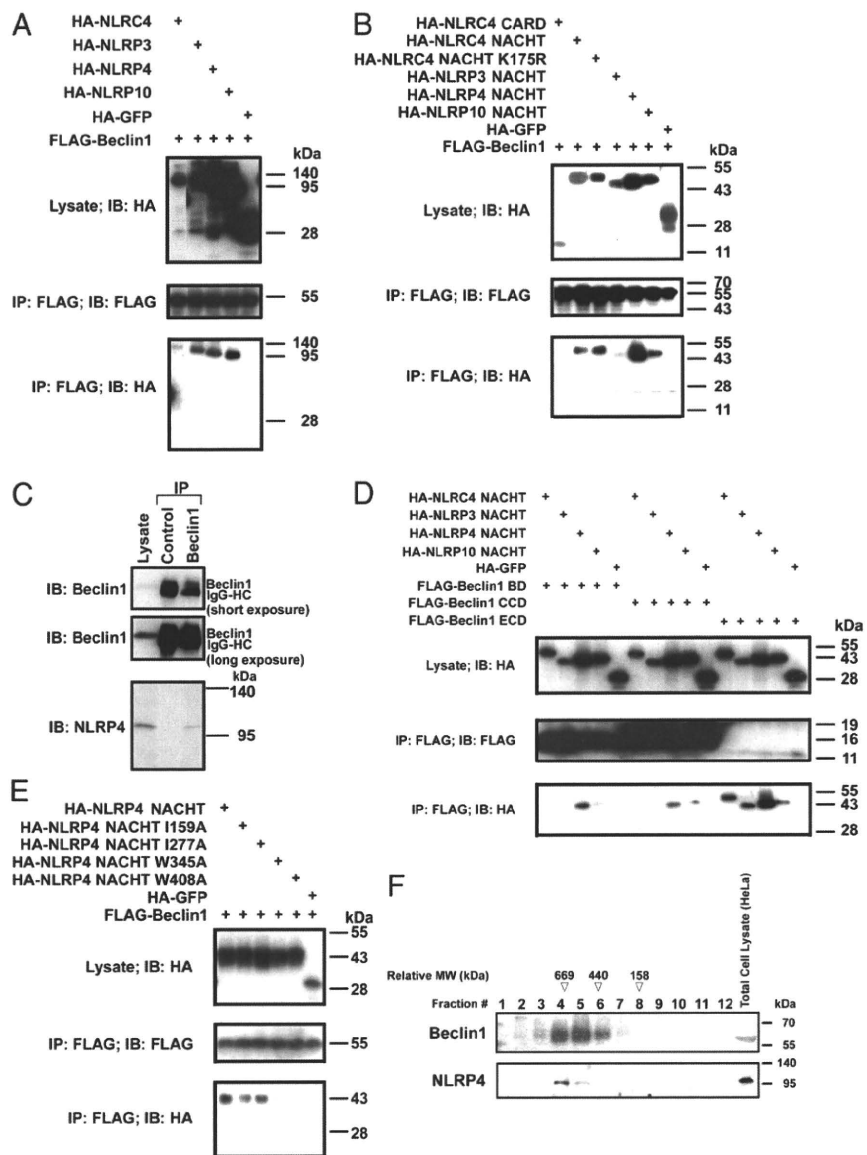 A
HA-NLRC4 +
HA-NLRP3 +
HA-NLRP4 +
HA-NLRP10 +
HA-GFP +
FLAG-Beclin1 + + + + +
kDa
Lysate; IB: HA
140
95
28
IP: FLAG; IB: FLAG
55
IP: FLAG; IB: HA
140
95
28
B
HA-NLRC4 CARD +
HA-NLRC4 NACHT +
HA-NLRC4 NACHT K175R +
HA-NLRP3 NACHT +
HA-NLRP4 NACHT +
HA-NLRP10 NACHT +
HA-GFP +
FLAG-Beclin1 + + + + + + +
kDa
Lysate; IB: HA
55
43
28
11
IP: FLAG; IB: FLAG
70
55
43
IP: FLAG; IB: HA
55
43
28
11
C
IP
Lysate
Control
Beclin1
IB: Beclin1
Beclin1
IgG-HC
(short exposure)
IB: Beclin1
Beclin1
IgG-HC
(long exposure)
kDa
IB: NLRP4
140
95
D
HA-NLRC4 NACHT + + +
HA-NLRP3 NACHT + + +
HA-NLRP4 NACHT + + +
HA-NLRP10 NACHT + + +
HA-GFP + + +
FLAG-Beclin1 BD + + + + +
FLAG-Beclin1 CCD + + + + +
FLAG-Beclin1 ECD + + + + +
kDa
Lysate; IB: HA
55
43
28
IP: FLAG; IB: FLAG
19
16
11
IP: FLAG; IB: HA
55
43
28
E
HA-NLRP4 NACHT +
HA-NLRP4 NACHT I159A +
HA-NLRP4 NACHT I277A +
HA-NLRP4 NACHT W345A +
HA-NLRP4 NACHT W408A +
HA-GFP +
FLAG-Beclin1 + + + + + +
kDa
Lysate; IB: HA
55
43
28
IP: FLAG; IB: FLAG
55
IP: FLAG; IB: HA
43
28
F
Total Cell Lysate (HeLa)
Relative MW (kDa) 669 440 158
Fraction # 1 2 3 4 5 6 7 8 9 10 11 12
kDa
Beclin1
70
55
NLRP4
140
95